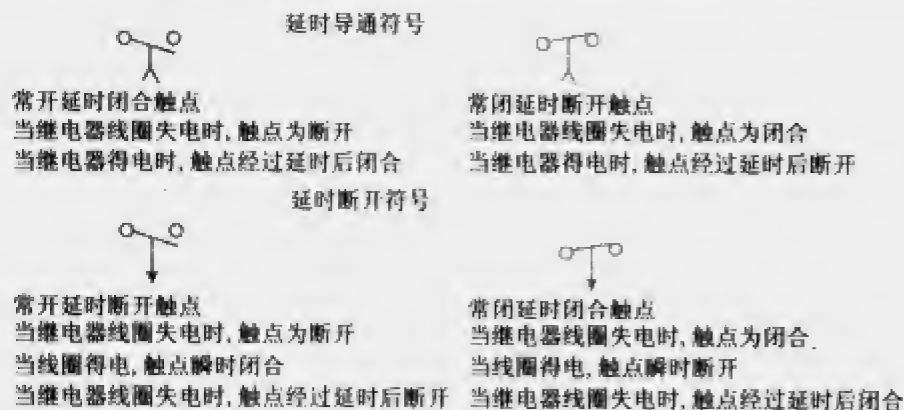 延时导通符号
常开延时闭合触点
当继电器线圈失电时, 触点为断开
当继电器得电时, 触点经过延时后闭合
常闭延时断开触点
当继电器线圈失电时, 触点为闭合
当继电器得电时, 触点经过延时后断开
延时断开符号
常开延时断开触点
当继电器线圈失电时, 触点为断开
当线圈得电, 触点瞬时闭合
当继电器线圈失电时, 触点经过延时后断开
常闭延时闭合触点
当继电器线圈失电时, 触点为闭合.
当线圈得电, 触点瞬时断开
当继电器线圈失电时, 触点经过延时后闭合